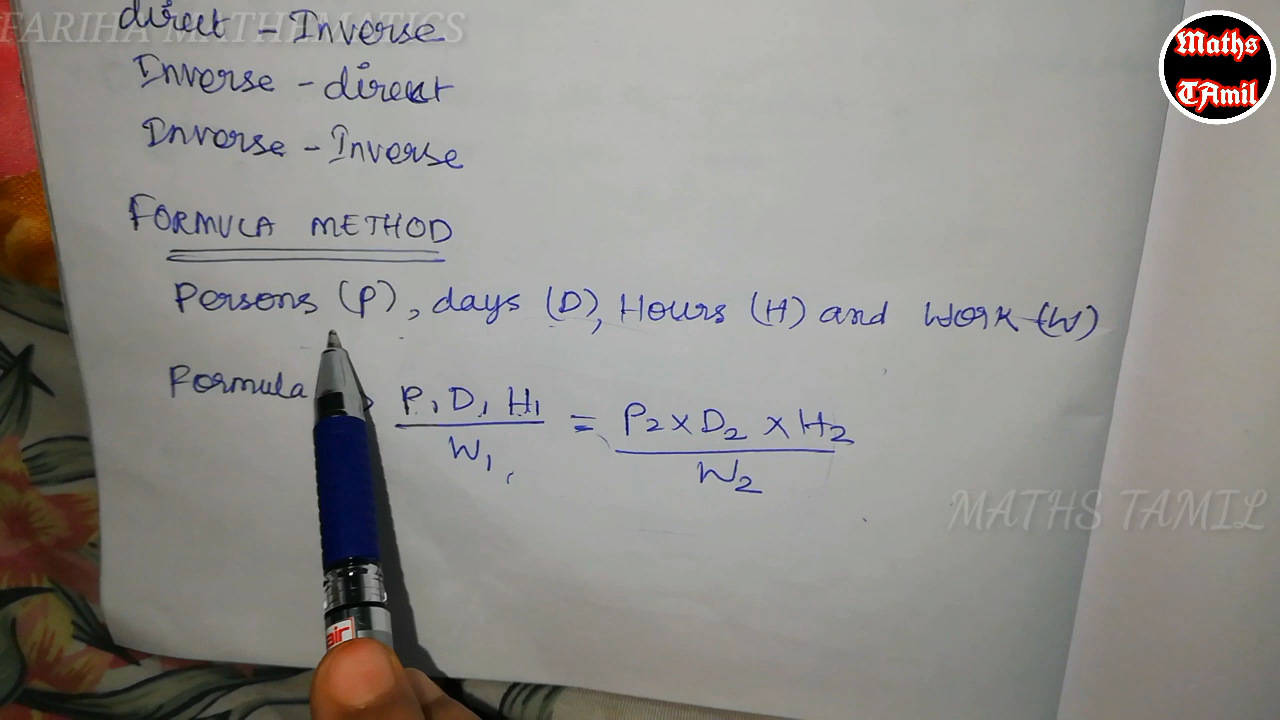 FARIHA MATHEMATICS
direct - Inverse
Maths
TAmil
Inverse - direct
Inverse - Inverse
FORMULA METHOD
Persons (P), days (D), Hours (H) and Work (W)
Formula P1 D1 H1 / W1 = P2 x D2 x H2 / W2
MATHS TAMIL
air